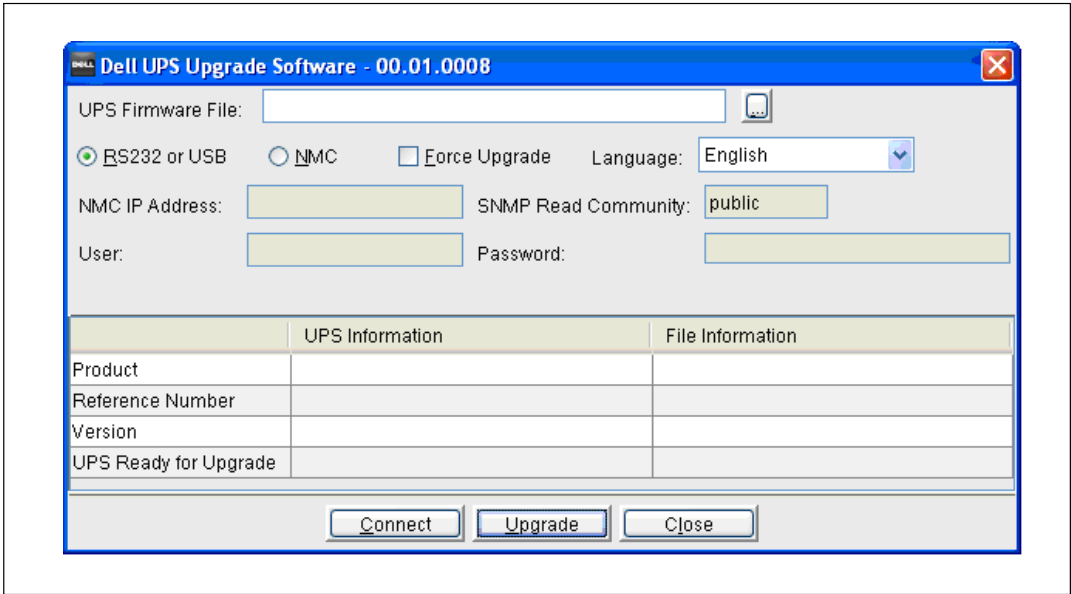 DELL Dell UPS Upgrade Software - 00.01.0008
UPS Firmware File: ...
RS232 or USB NMC Force Upgrade Language: English
NMC IP Address: SNMP Read Community: public
User: Password:
UPS Information File Information
Product
Reference Number
Version
UPS Ready for Upgrade
Connect Upgrade Close